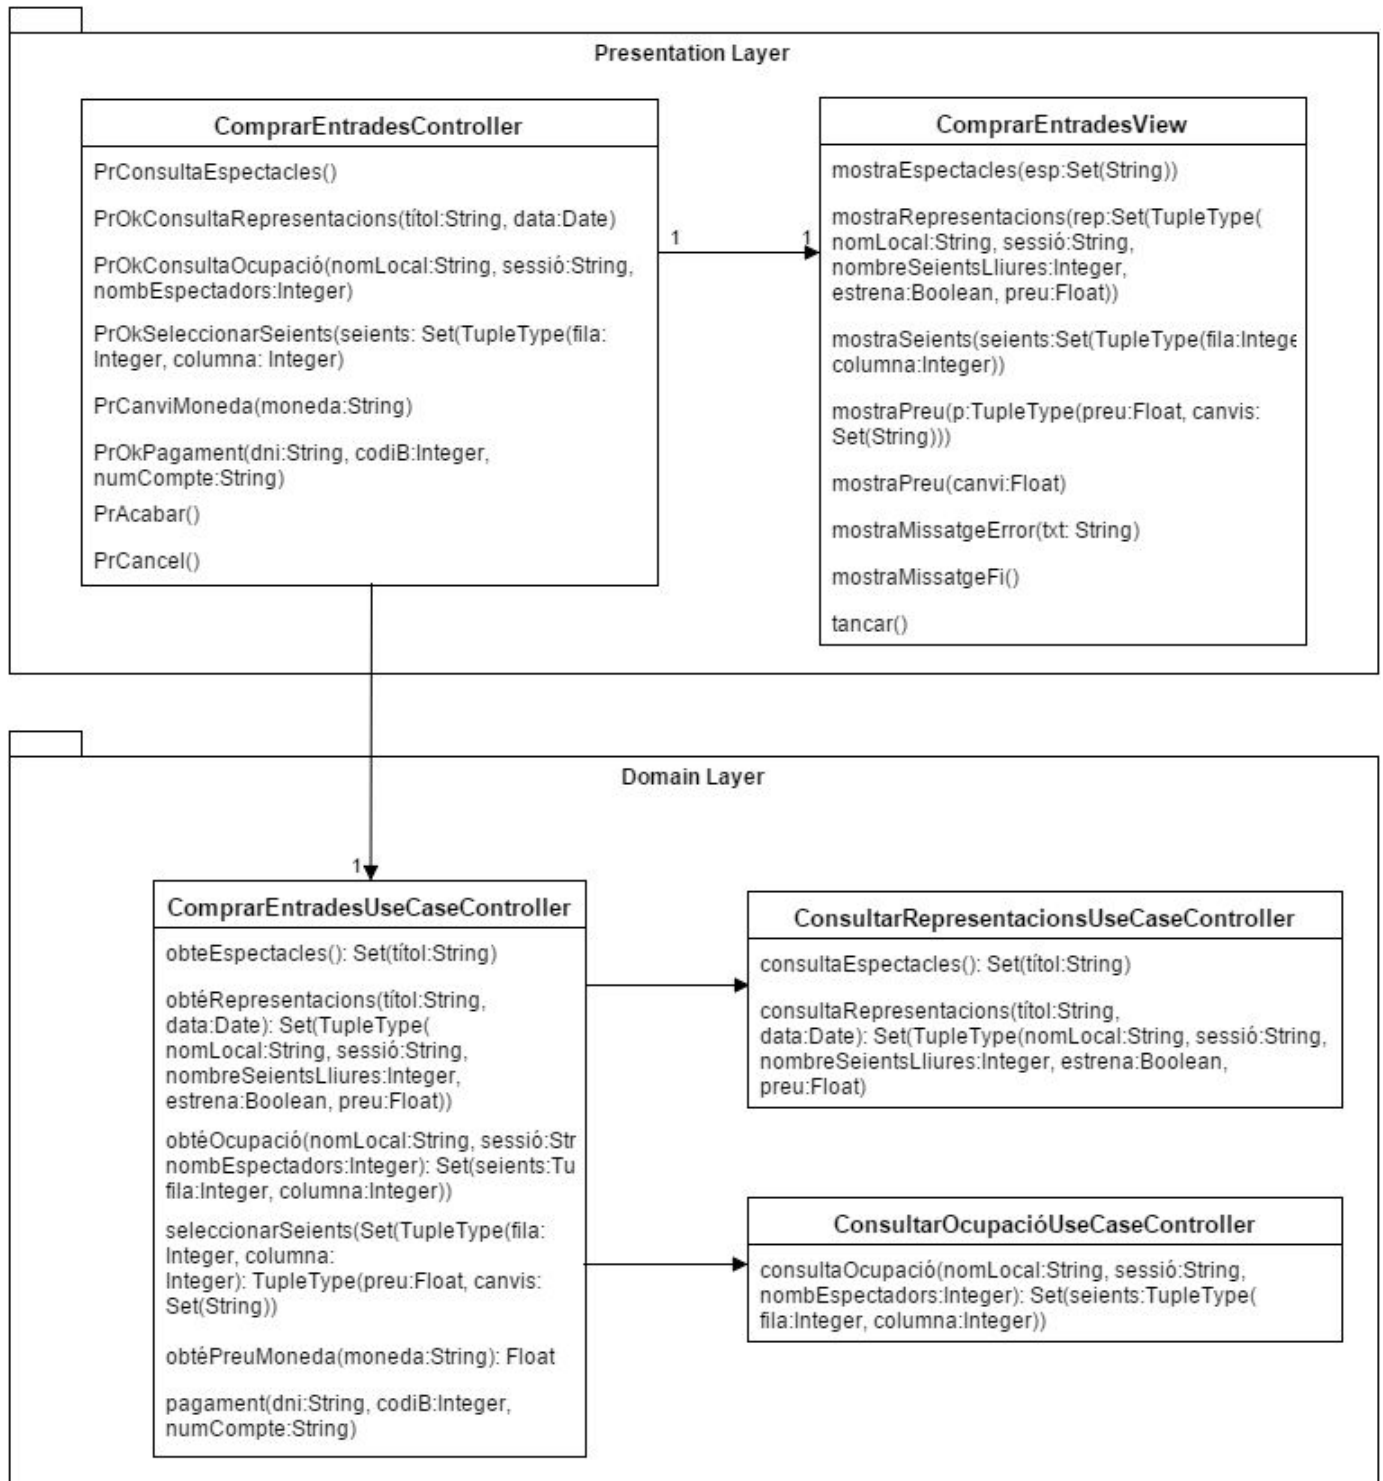 Presentation Layer
ComprarEntradesController
PrConsultaEspectacles()
PrOkConsultaRepresentacions(títol:String, data:Date)
PrOkConsultaOcupació(nomLocal:String, sessió:String,
nombEspectadors:Integer)
PrOkSeleccionarSeients(seients: Set(TupleType(fila:
Integer, columna: Integer)
PrCanviMoneda(moneda:String)
PrOkPagament(dni:String, codiB:Integer,
numCompte:String)
PrAcabar()
PrCancel()
1
1
ComprarEntradesView
mostraEspectacles(esp:Set(String))
mostraRepresentacions(rep:Set(TupleType(
nomLocal:String, sessió:String,
nombreSeientsLliures:Integer,
estrena:Boolean, preu:Float))
mostraSeients(seients:Set(TupleType(fila:Intege
columna:Integer))
mostraPreu(p:TupleType(preu:Float, canvis:
Set(String)))
mostraPreu(canvi:Float)
mostraMissatgeError(txt: String)
mostraMissatgeFi()
tancar()
Domain Layer
1
ComprarEntradesUseCaseController
obteEspectacles(): Set(títol:String)
obtéRepresentacions(títol:String,
data:Date): Set(TupleType(
nomLocal:String, sessió:String,
nombreSeientsLliures:Integer,
estrena:Boolean, preu:Float))
obtéOcupació(nomLocal:String, sessió:Str
nombEspectadors:Integer): Set(seients:Tu
fila:Integer, columna:Integer))
seleccionarSeients(Set(TupleType(fila:
Integer, columna:
Integer): TupleType(preu:Float, canvis:
Set(String))
obtéPreuMoneda(moneda:String): Float
pagament(dni:String, codiB:Integer,
numCompte:String)
ConsultarRepresentacionsUseCaseController
consultaEspectacles(): Set(títol:String)
consultaRepresentacions(títol:String,
data:Date): Set(TupleType(nomLocal:String, sessió:String,
nombreSeientsLliures:Integer, estrena:Boolean,
preu:Float)
ConsultarOcupacióUseCaseController
consultaOcupació(nomLocal:String, sessió:String,
nombEspectadors:Integer): Set(seients:TupleType(
fila:Integer, columna:Integer))